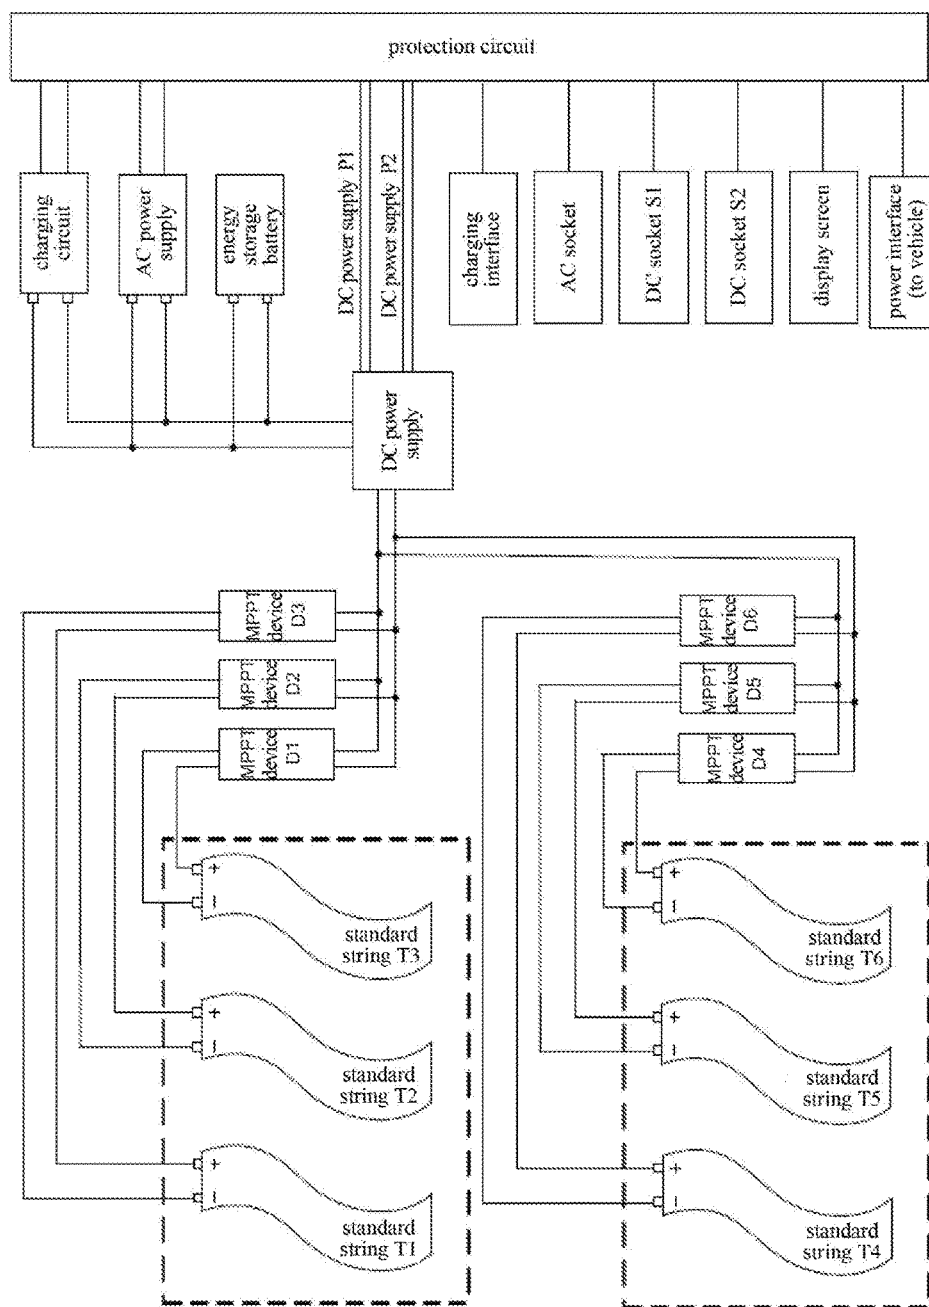 protection circuit
charging
circuit
AC power
supply
energy
storage
battery
DC power supply P1
DC power supply P2
charging
interface
AC socket
DC socket S1
DC socket S2
display screen
power interface
(to vehicle)
DC power
supply
MPPT
device
D3
MPPT
device
D2
MPPT
device
D1
MPPT
device
D6
MPPT
device
D5
MPPT
device
D4
+
−
standard
string T3
+
−
standard
string T2
+
−
standard
string T1
+
−
standard
string T6
+
−
standard
string T5
+
−
standard
string T4